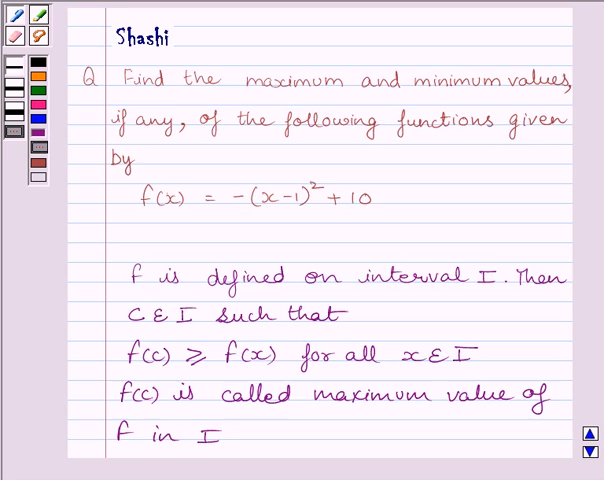 Shashi
Q Find the maximum and minimum values,
if any, of the following functions given
by
f(x) = -(x-1)² + 10
f is defined on interval I. Then
C ∈ I such that
f(c) ≥ f(x) for all x ∈ I
f(c) is called maximum value of
f in I